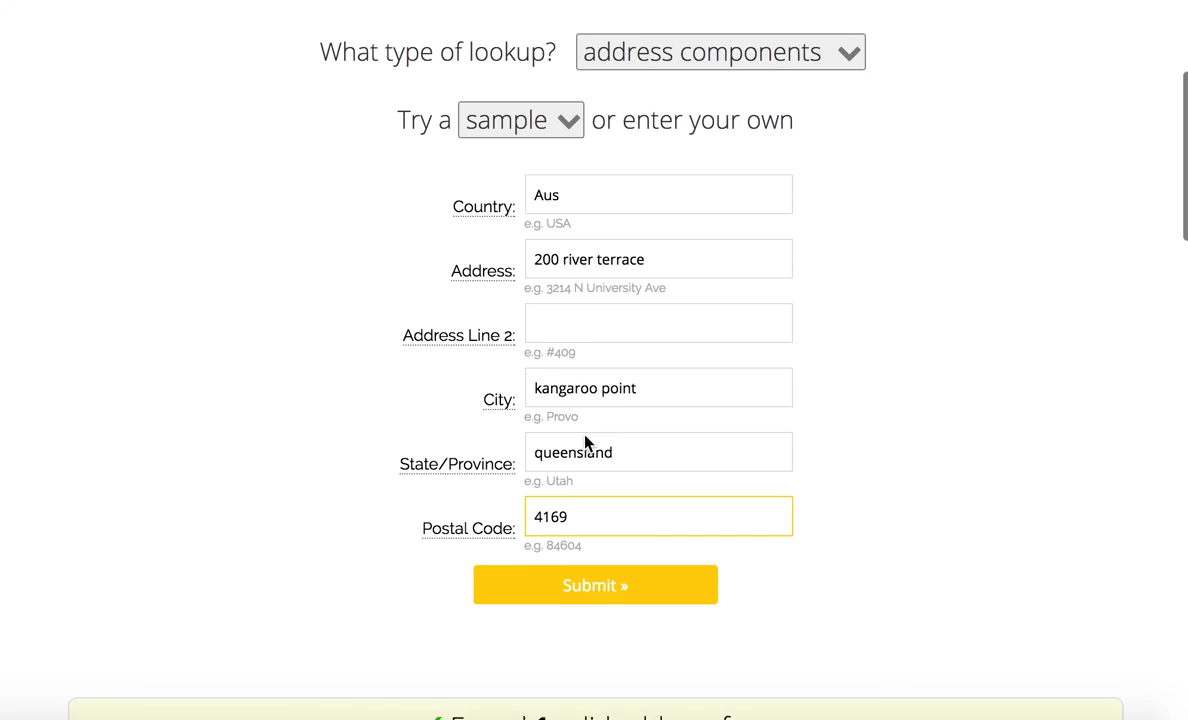 What type of lookup? address components
Try a sample or enter your own
Country: Aus
e.g. USA
Address: 200 river terrace
e.g. 3214 N University Ave
Address Line 2:
e.g. #409
City: kangaroo point
e.g. Provo
State/Province: queensland
e.g. Utah
Postal Code: 4169
e.g. 84604
Submit »